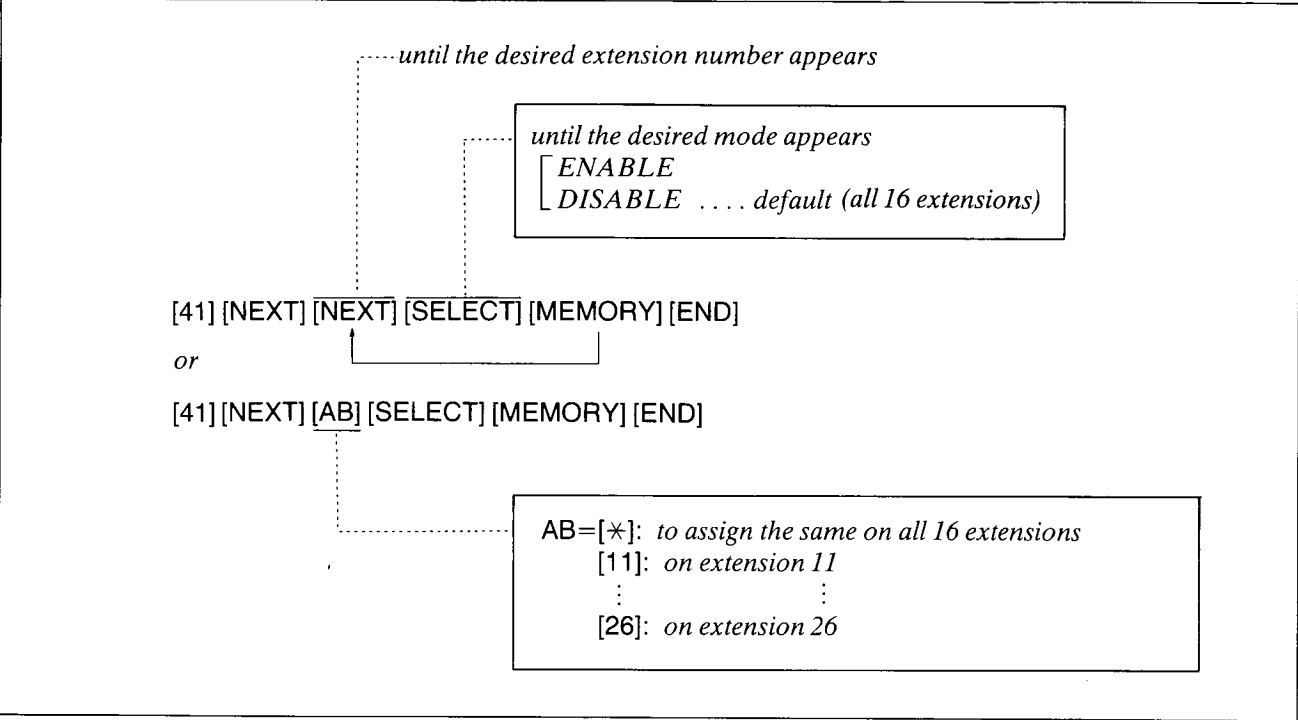 until the desired extension number appears
until the desired mode appears
ENABLE
DISABLE .... default (all 16 extensions)
[41] [NEXT] [NEXT] [SELECT] [MEMORY] [END]
or
[41] [NEXT] [AB] [SELECT] [MEMORY] [END]
AB=[*]: to assign the same on all 16 extensions
[11]: on extension 11
[26]: on extension 26